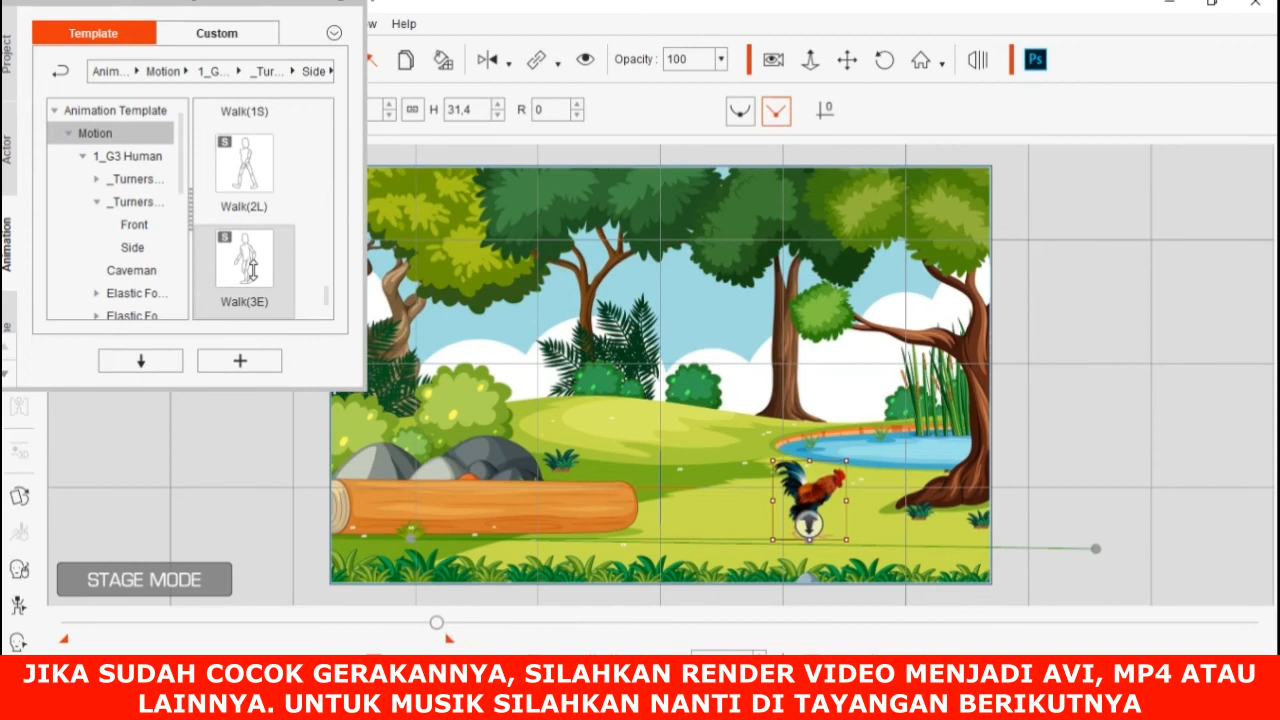 Template
Custom
Anim... Motion 1_G... _Tur... Side
Animation Template
Motion
1_G3 Human
_Turners...
_Turners...
Front
Side
Caveman
Elastic Fo...
Elastic Fo...
Walk(1S)
S
Walk(2L)
S
Walk(3E)
Project
Actor
Animation
Help
Opacity : 100
Ps
H 31,4
R 0
STAGE MODE
JIKA SUDAH COCOK GERAKANNYA, SILAHKAN RENDER VIDEO MENJADI AVI, MP4 ATAU
LAINNYA. UNTUK MUSIK SILAHKAN NANTI DI TAYANGAN BERIKUTNYA